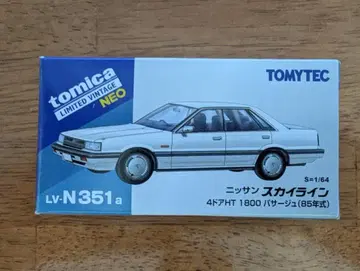 tomica
LIMITED VINTAGE
NEO
TOMYTEC
S=1/64
LV-N351a
ニッサン スカイライン
4ドアHT 1800 パサージュ(85年式)